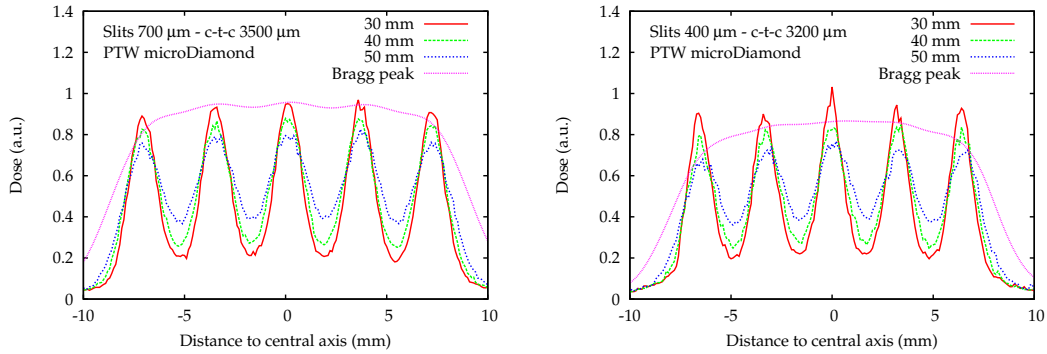 Slits 700 µm - c-t-c 3500 µm
PTW microDiamond
30 mm
40 mm
50 mm
Bragg peak
Dose (a.u.)
1.4
1.2
1
0.8
0.6
0.4
0.2
0
-10
-5
0
5
10
Distance to central axis (mm)
Slits 400 µm - c-t-c 3200 µm
PTW microDiamond
30 mm
40 mm
50 mm
Bragg peak
Dose (a.u.)
1.4
1.2
1
0.8
0.6
0.4
0.2
0
-10
-5
0
5
10
Distance to central axis (mm)